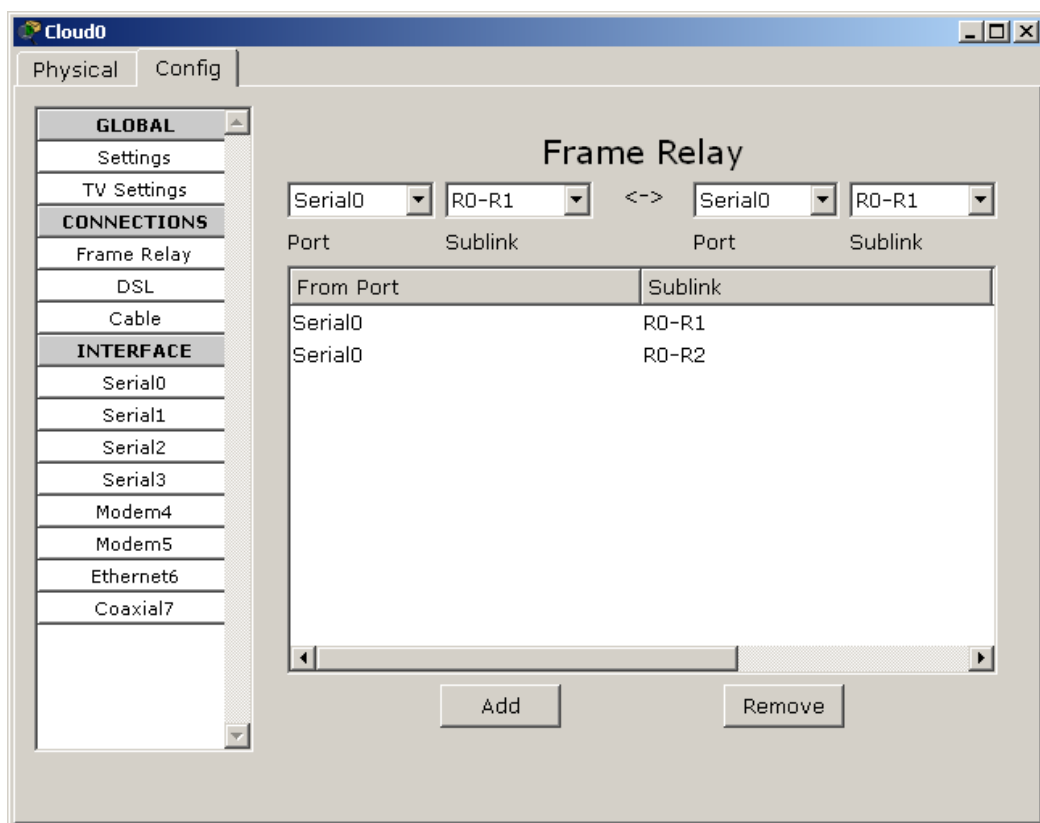 Cloud0
Physical Config
GLOBAL
Settings
TV Settings
CONNECTIONS
Frame Relay
DSL
Cable
INTERFACE
Serial0
Serial1
Serial2
Serial3
Modem4
Modem5
Ethernet6
Coaxial7
Frame Relay
Serial0 R0-R1 <-> Serial0 R0-R1
Port Sublink Port Sublink
From Port Sublink
Serial0 R0-R1
Serial0 R0-R2
Add Remove